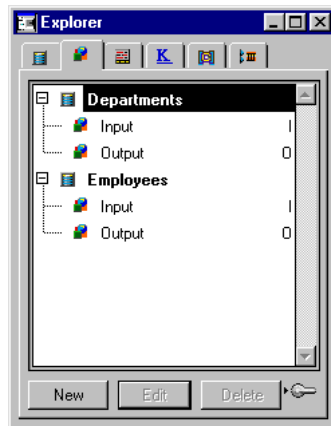 Explorer
K
Departments
Input I
Output O
Employees
Input I
Output O
New Edit Delete